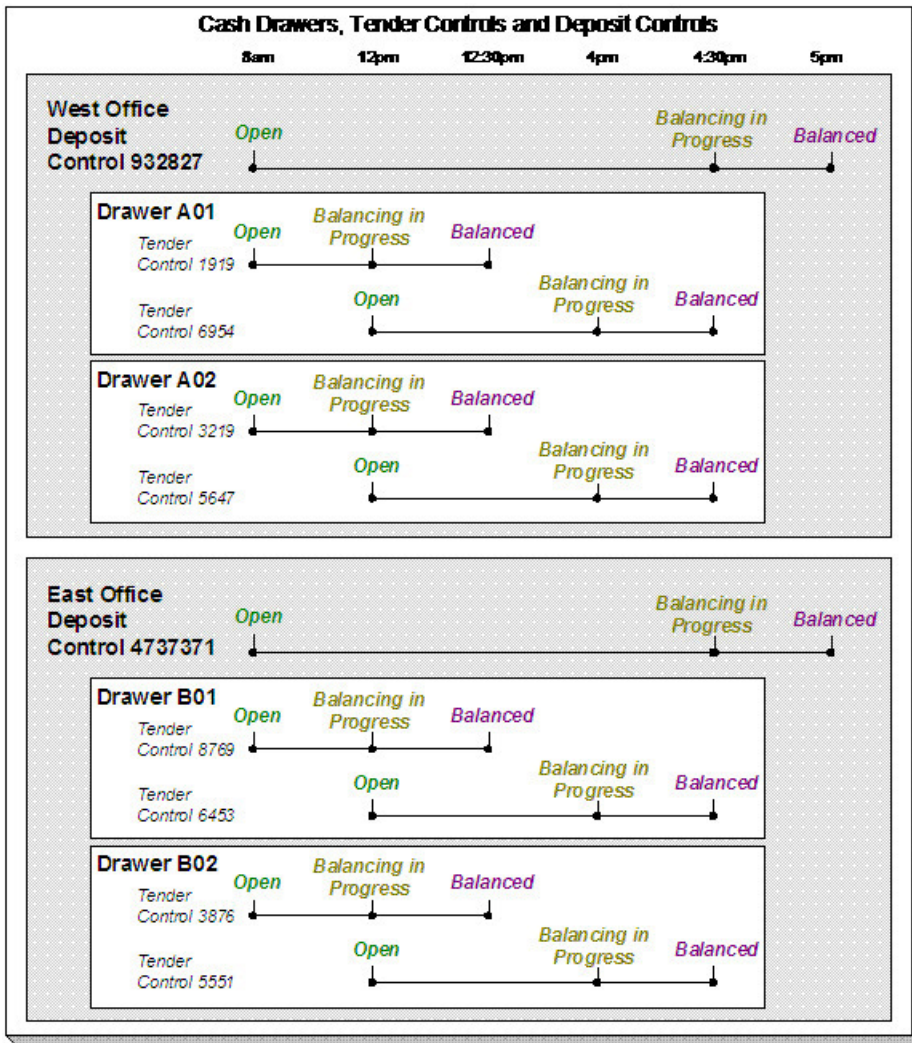 Cash Drawers, Tender Controls and Deposit Controls
8am 12pm 12:30pm 4pm 4:30pm 5pm
West Office
Deposit
Control 932827
Open
Balancing in
Progress
Balanced
Drawer A01
Tender
Control 1919
Open
Balancing in
Progress
Balanced
Tender
Control 6954
Open
Balancing in
Progress
Balanced
Drawer A02
Tender
Control 3219
Open
Balancing in
Progress
Balanced
Tender
Control 5647
Open
Balancing in
Progress
Balanced
East Office
Deposit
Control 4737371
Open
Balancing in
Progress
Balanced
Drawer B01
Tender
Control 8769
Open
Balancing in
Progress
Balanced
Tender
Control 6453
Open
Balancing in
Progress
Balanced
Drawer B02
Tender
Control 3876
Open
Balancing in
Progress
Balanced
Tender
Control 5551
Open
Balancing in
Progress
Balanced